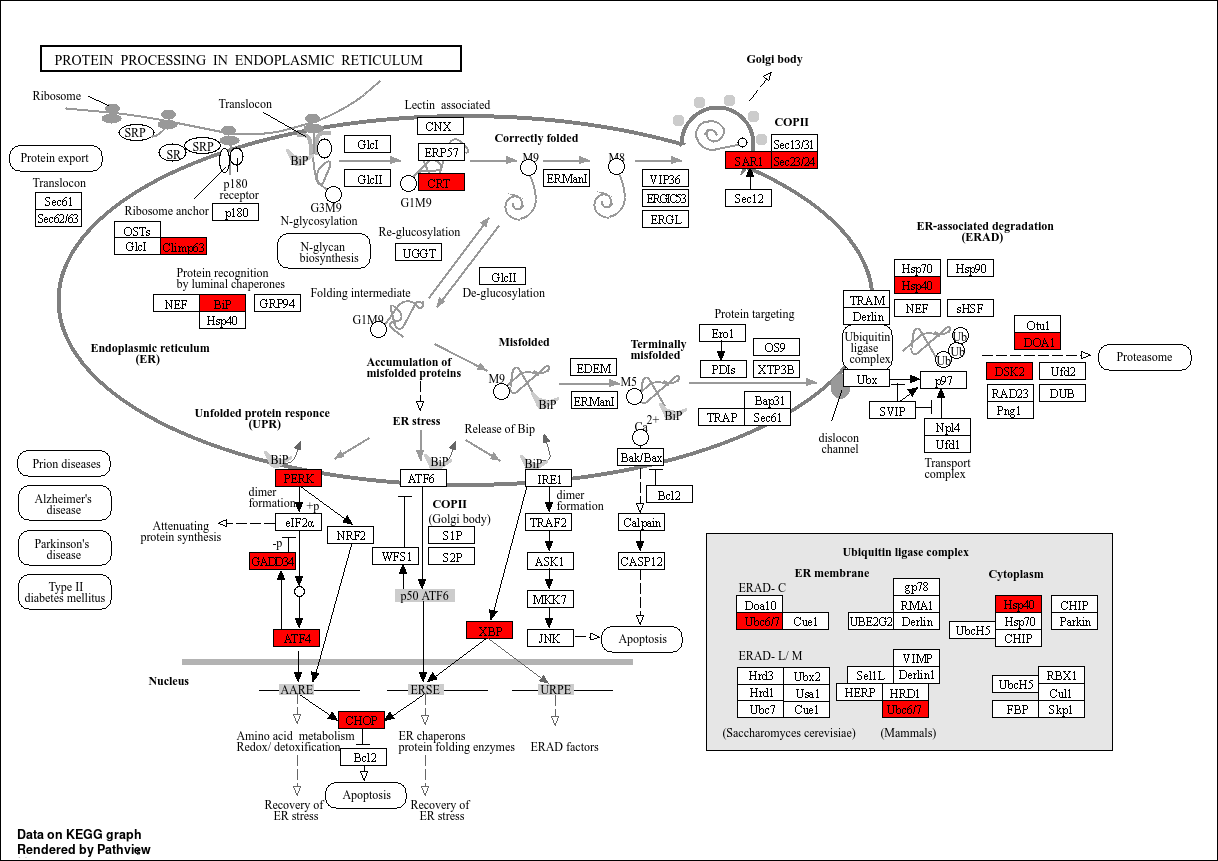 PROTEIN PROCESSING IN ENDOPLASMIC RETICULUM
Golgi body
Ribosome
Translocon
Lectin associated
COPII
SRP
SR
SRP
BiP
GlcI
GlcII
CNX
ERP57
CRT
G1M9
Correctly folded
M9
ERManI
M8
VIP36
ERGIC53
ERGL
Sec13/31
SAR1
Sec23/24
Sec12
Protein export
Translocon
Sec61
Sec62/63
p180
receptor
Ribosome anchor
p180
OSTs
GlcI
Climp63
G3M9
N-glycosylation
N-glycan
biosynthesis
Re-glucosylation
UGGT
GlcII
De-glucosylation
Protein recognition
by luminal chaperones
NEF
BiP
GRP94
Hsp40
Folding intermediate
G1M9
Endoplasmic reticulum
(ER)
Accumulation of
misfolded proteins
ER stress
Misfolded
M9
BiP
EDEM
ERManI
Terminally
misfolded
M5
BiP
Protein targeting
Ero1
PDIs
OS9
XTP3B
Bap31
TRAP
Sec61
ER-associated degradation
(ERAD)
Hsp70
Hsp90
Hsp40
NEF
sHSF
TRAM
Derlin
Ubiquitin
ligase
complex
Ubx
Ub
Ub
Ub
p97
SVIP
Npl4
Ufd1
Transport
complex
dislocon
channel
Otu1
DOA1
DSK2
Ufd2
RAD23
DUB
Png1
Proteasome
Unfolded protein responce
(UPR)
Release of Bip
BiP
BiP
BiP
PERK
ATF6
IRE1
Ca2+
Bak/Bax
Bcl2
Prion diseases
Alzheimer's
disease
Parkinson's
disease
Type II
diabetes mellitus
dimer
formation
+p
eIF2α
Attenuating
protein synthesis
-p
GADD34
NRF2
ATF4
COPII
(Golgi body)
S1P
S2P
WFS1
p50 ATF6
dimer
formation
TRAF2
ASK1
MKK7
JNK
XBP
Calpain
CASP12
Apoptosis
Nucleus
AARE
ERSE
URPE
CHOP
Bcl2
Apoptosis
Amino acid metabolism
Redox/ detoxification
ER chaperons
protein folding enzymes
ERAD factors
Recovery of
ER stress
Recovery of
ER stress
Ubiquitin ligase complex
ER membrane
Cytoplasm
ERAD- C
Doa10
Ubc6/7
Cue1
gp78
RMA1
UBE2G2
Derlin
Hsp40
CHIP
UbcH5
Hsp70
Parkin
CHIP
ERAD- L/ M
Hrd3
Ubx2
Hrd1
Usa1
Ubc7
Cue1
VIMP
Sel1L
Derlin1
HERP
HRD1
Ubc6/7
RBX1
UbcH5
Cul1
FBP
Skp1
(Saccharomyces cerevisiae)
(Mammals)
Data on KEGG graph
Rendered by Pathview